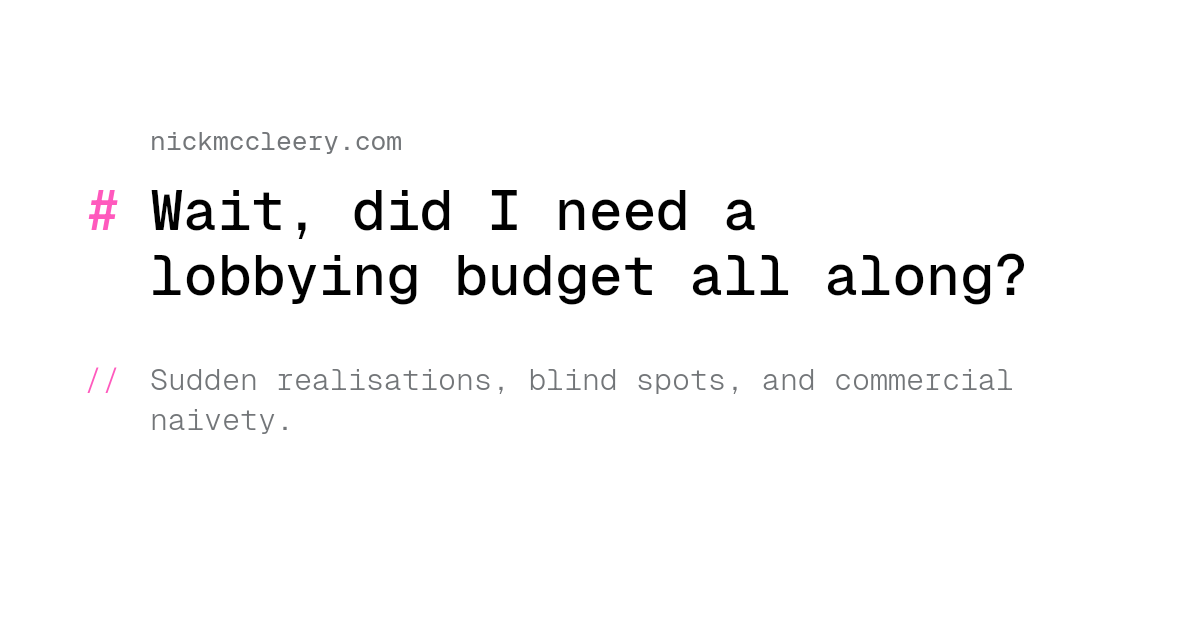 nickmccleery.com
# Wait, did I need a
lobbying budget all along?
// Sudden realisations, blind spots, and commercial
naivety.